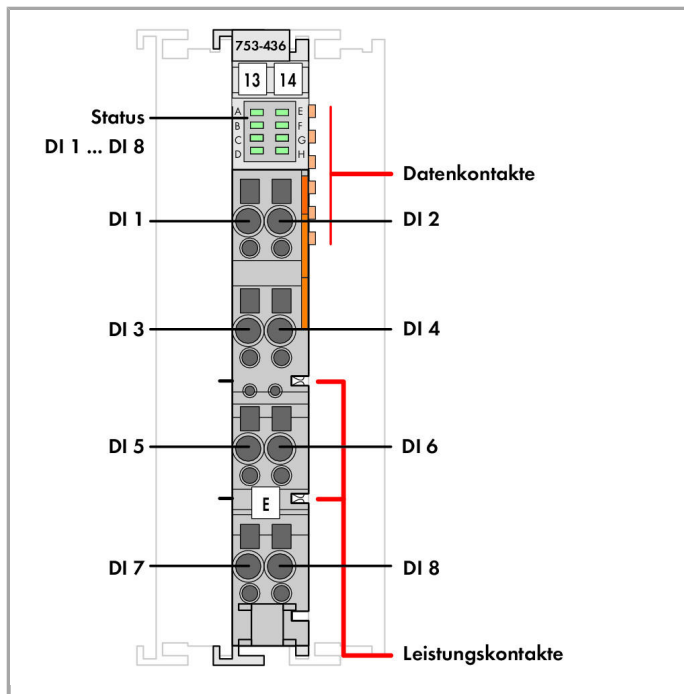 753-436
13 14
A E
B F
C G
D H
Status
DI 1 ... DI 8
Datenkontakte
DI 1 DI 2
DI 3 DI 4
DI 5 DI 6
E
DI 7 DI 8
Leistungskontakte